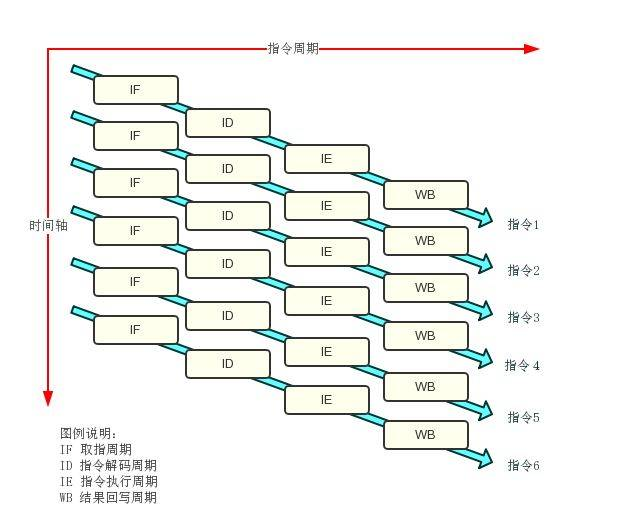 指令周期
IF
ID
IE
WB
指令1
IF
ID
IE
WB
指令2
IF
ID
IE
WB
指令3
时间轴
IF
ID
IE
WB
指令4
IF
ID
IE
WB
指令5
IF
ID
IE
WB
指令6
图例说明:
IF 取指周期
ID 指令解码周期
IE 指令执行周期
WB 结果回写周期